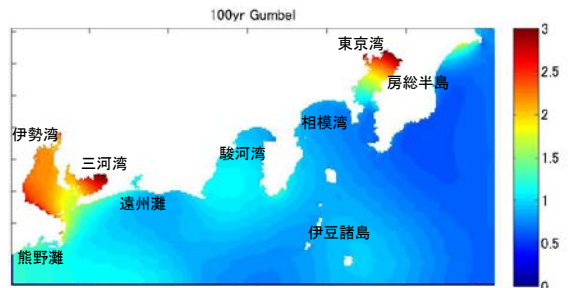 100yr Gumbel
東京湾
房総半島
相模湾
伊勢湾
三河湾
駿河湾
遠州灘
伊豆諸島
熊野灘
3
2.5
2
1.5
1
0.5
0